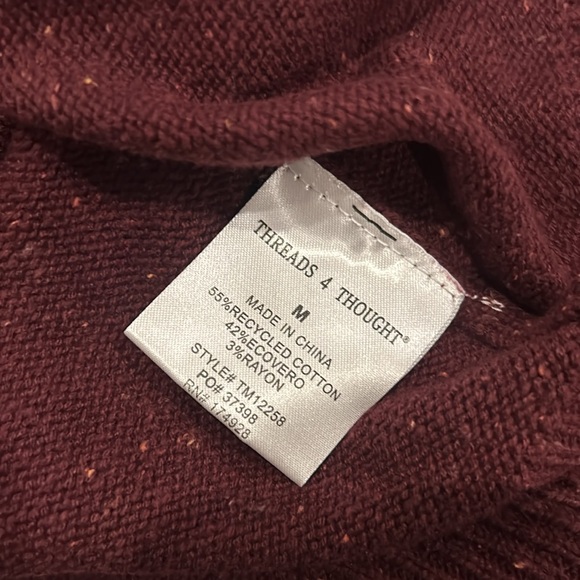 THREADS 4 THOUGHT®
M
MADE IN CHINA
55%RECYCLED COTTON
42%ECOVERO
3%RAYON
STYLE# TM12258
PO# 37398
RN# 174928